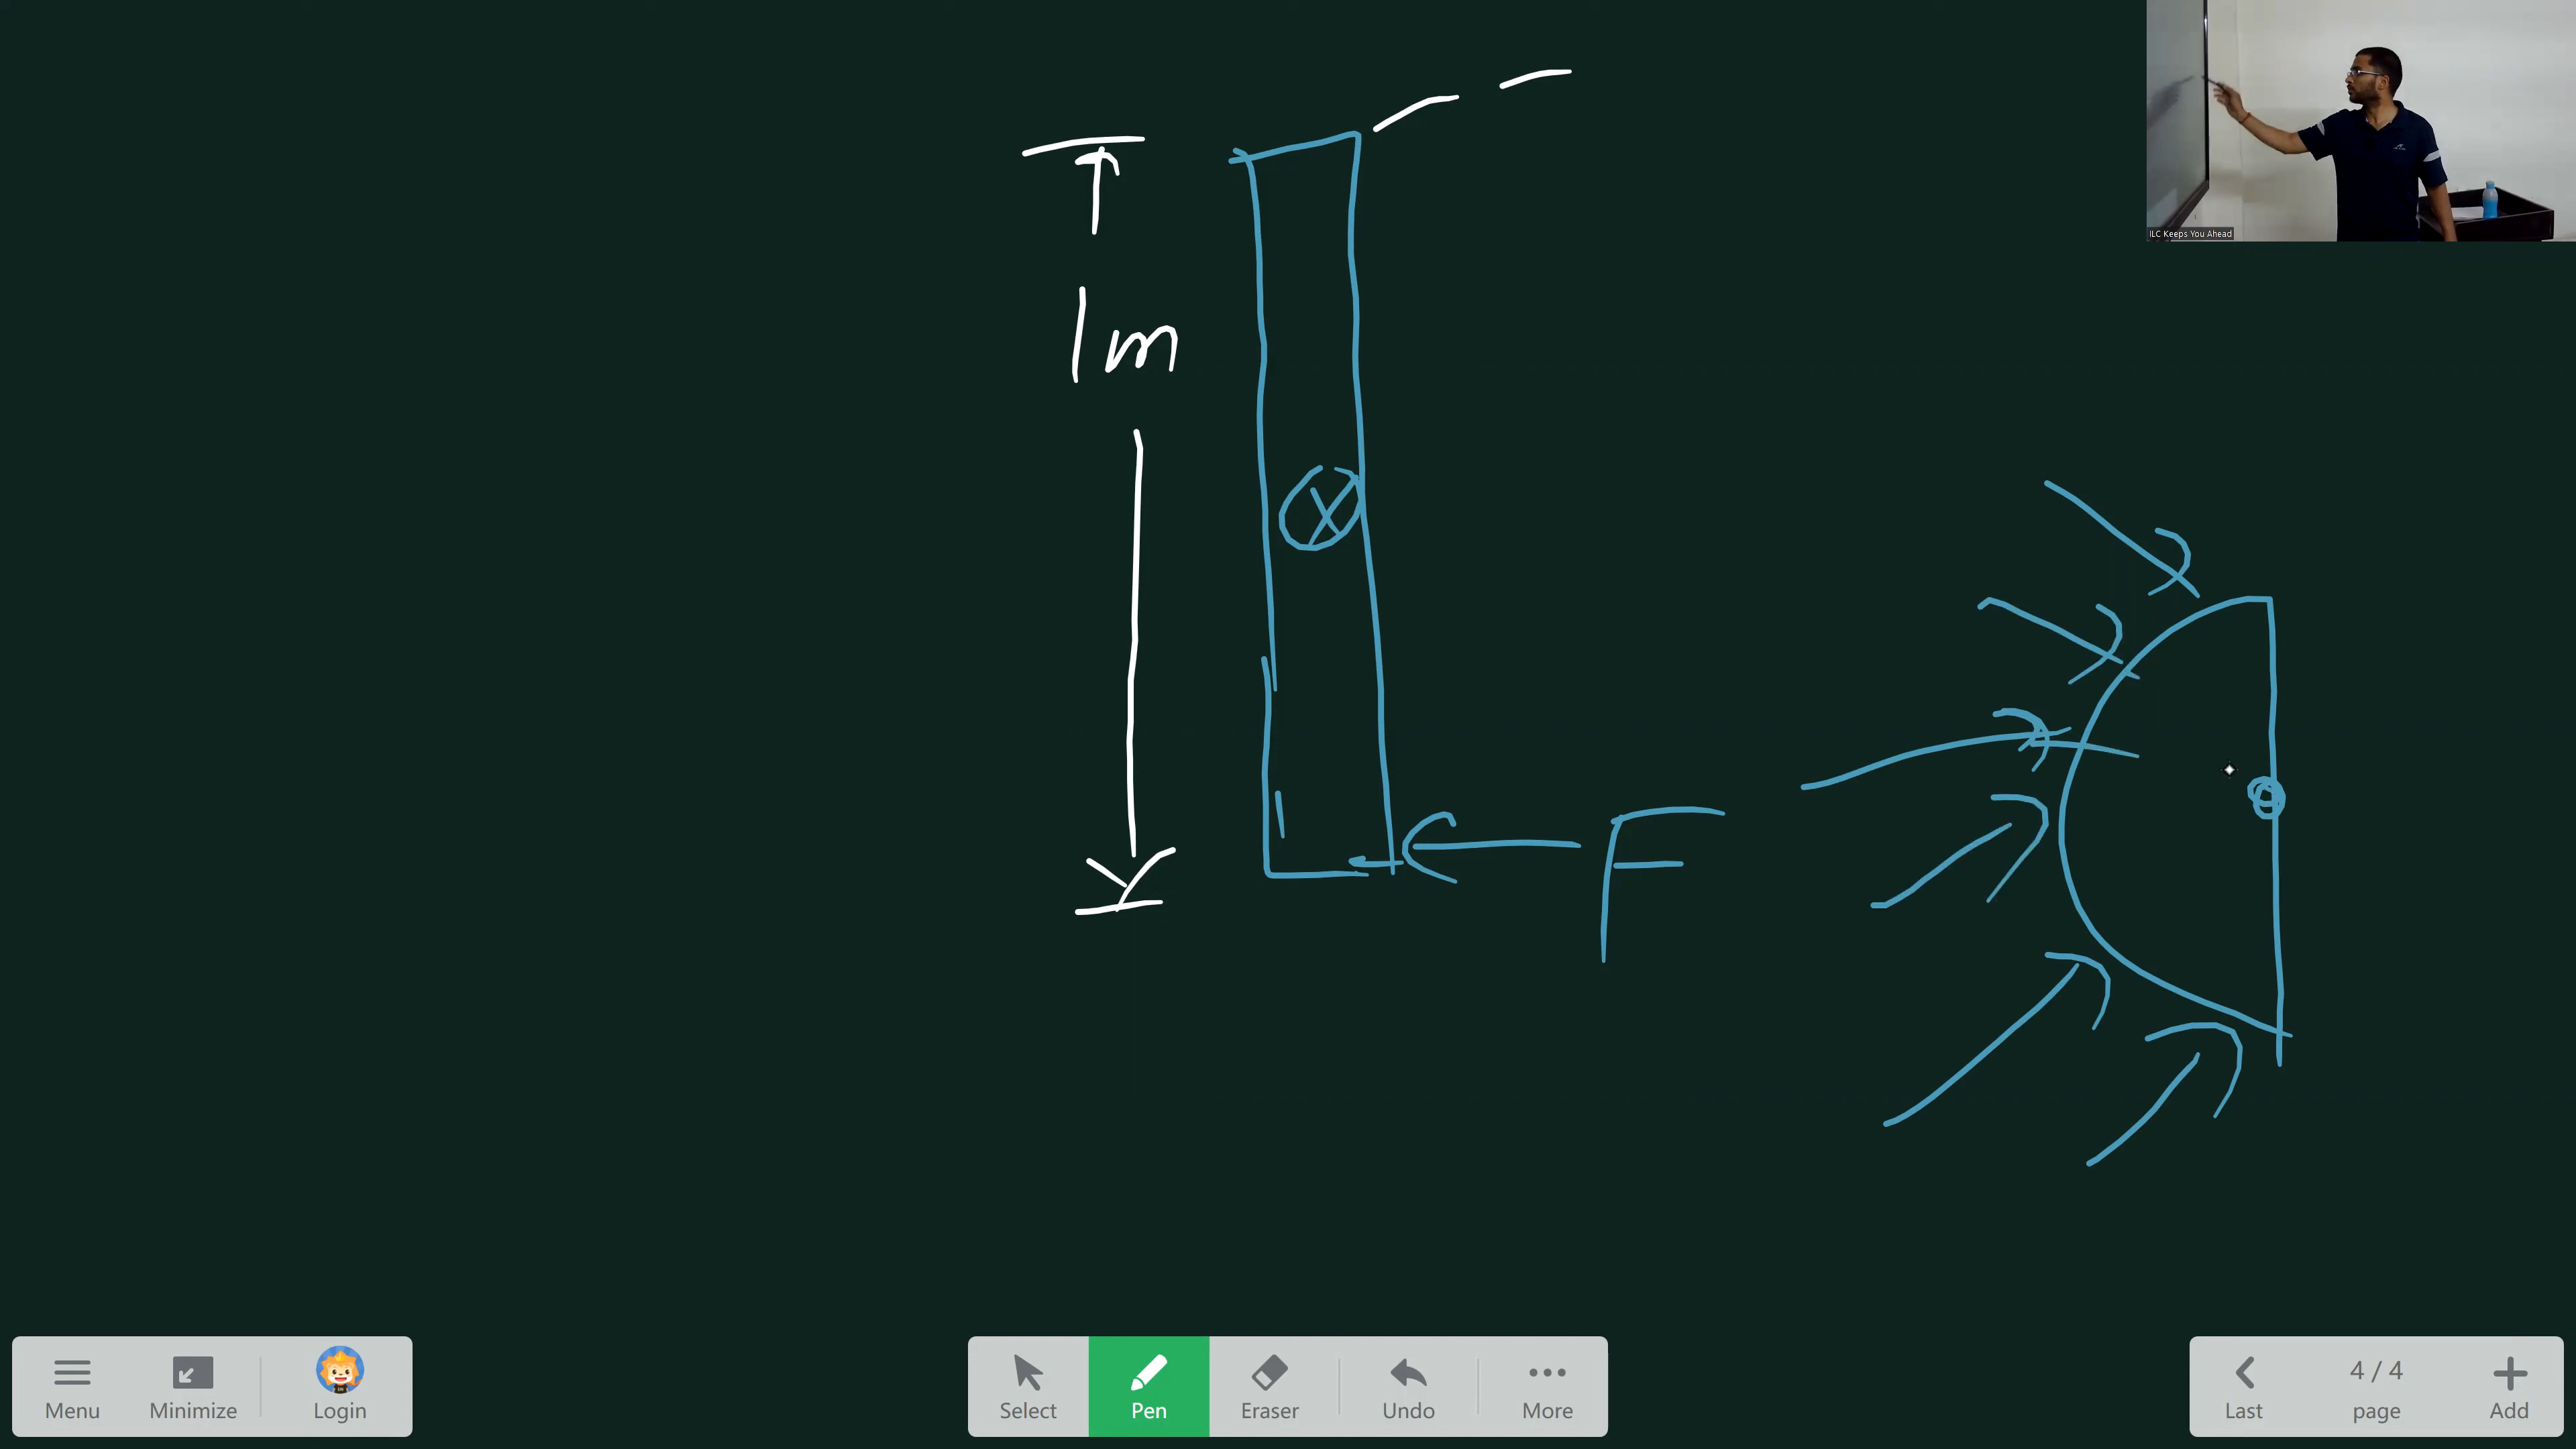 ILC Keeps You Ahead
1m
F
Menu
Minimize
Login
Select
Pen
Eraser
Undo
More
Last
4 / 4
page
Add